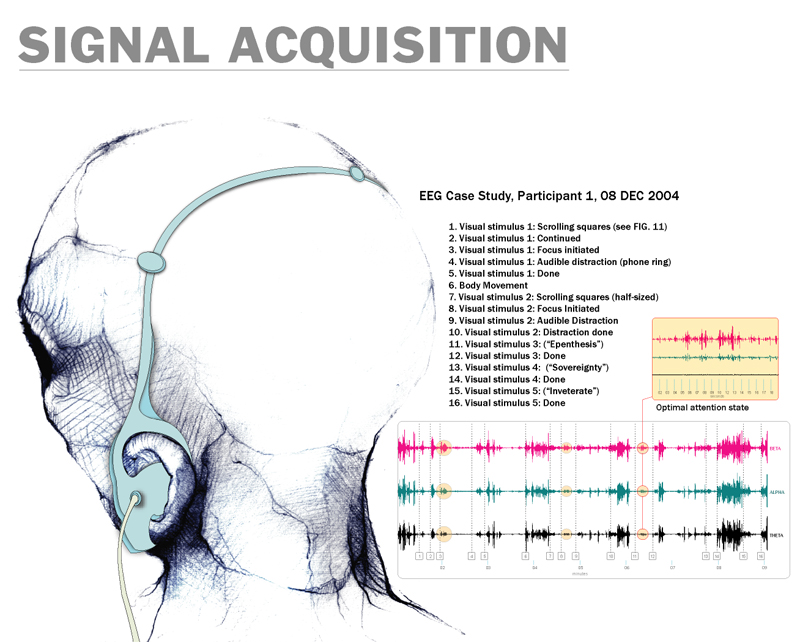 SIGNAL ACQUISITION
EEG Case Study, Participant 1, 08 DEC 2004
1. Visual stimulus 1: Scrolling squares (see FIG. 11)
2. Visual stimulus 1: Continued
3. Visual stimulus 1: Focus initiated
4. Visual stimulus 1: Audible distraction (phone ring)
5. Visual stimulus 1: Done
6. Body Movement
7. Visual stimulus 2: Scrolling squares (half-sized)
8. Visual stimulus 2: Focus Initiated
9. Visual stimulus 2: Audible Distraction
10. Visual stimulus 2: Distraction done
11. Visual stimulus 3: (“Epenthesis”)
12. Visual stimulus 3: Done
13. Visual stimulus 4:  (“Sovereignty”)
14. Visual stimulus 4: Done
15. Visual stimulus 5: (“Inveterate”)
16. Visual stimulus 5: Done
Optimal attention state
BETA
ALPHA
THETA
1 2 3 4 5 6 7 8 9 10 11 12 13 14 15 16
02 03 04 05 06 07 08 09
minutes